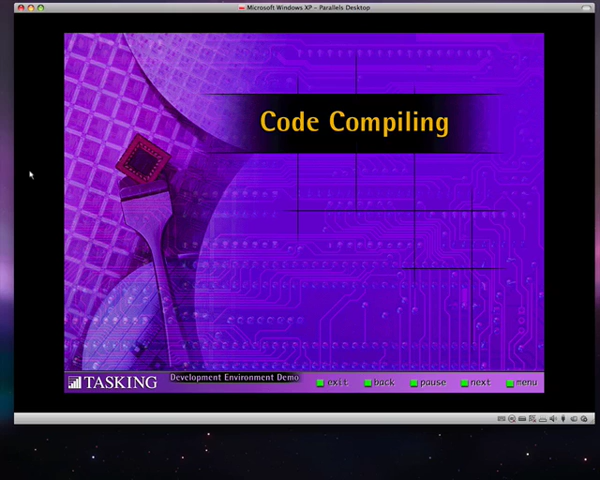 Microsoft Windows XP - Parallels Desktop
Code Compiling
TASKING
Development Environment Demo
exit back pause next menu